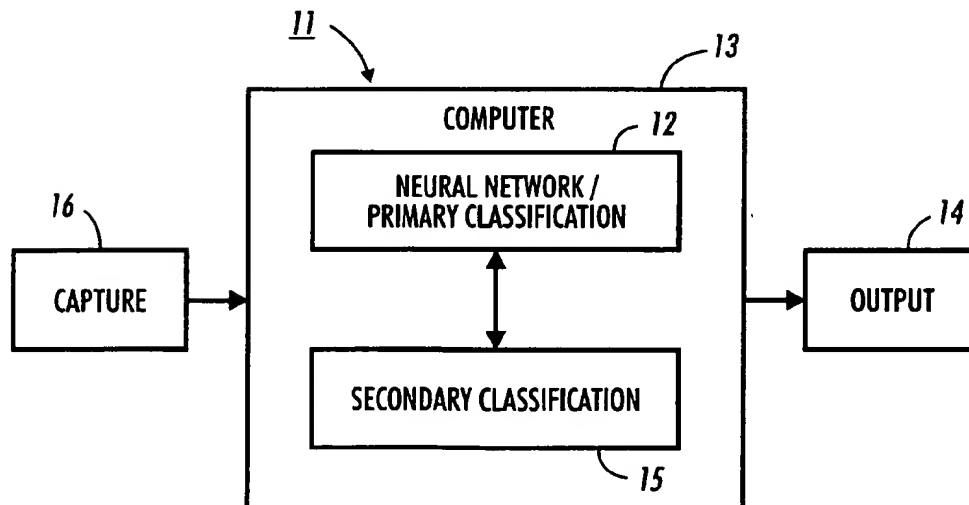 11
13
COMPUTER
12
NEURAL NETWORK /
PRIMARY CLASSIFICATION
16
14
CAPTURE
OUTPUT
SECONDARY CLASSIFICATION
15